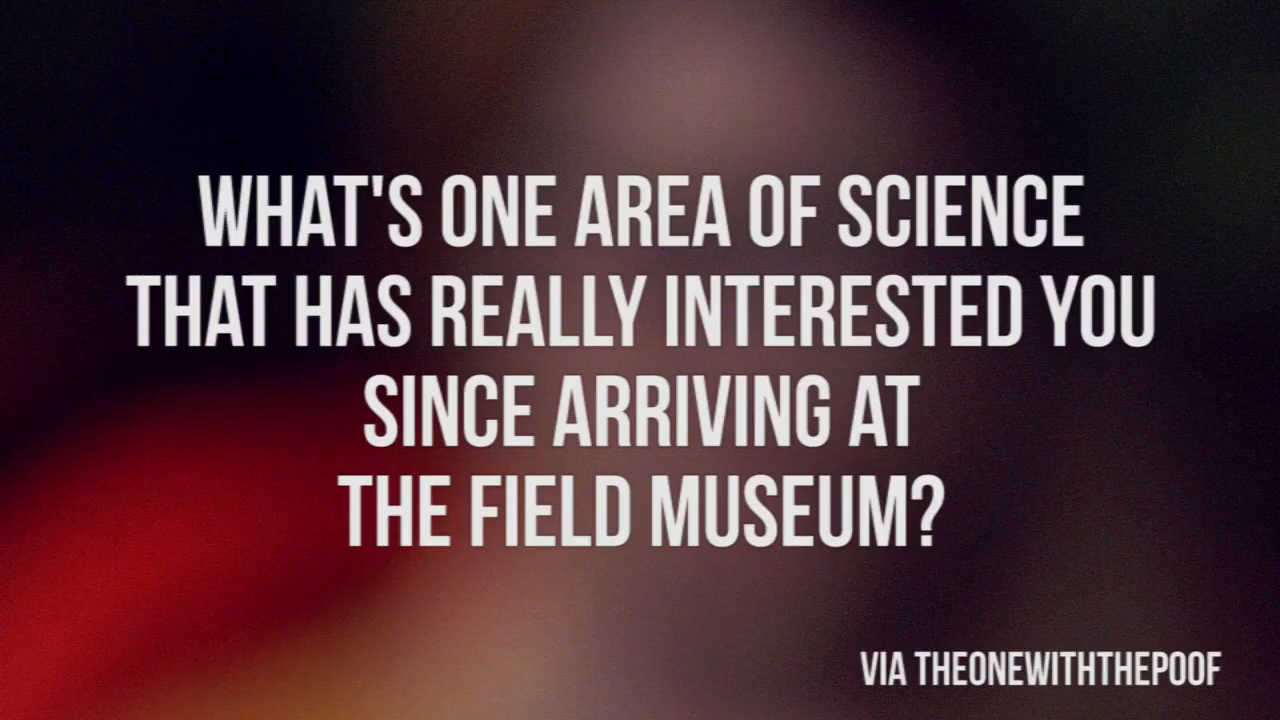 WHAT'S ONE AREA OF SCIENCE
THAT HAS REALLY INTERESTED YOU
SINCE ARRIVING AT
THE FIELD MUSEUM?
VIA THEONEWITHTHEPOOF